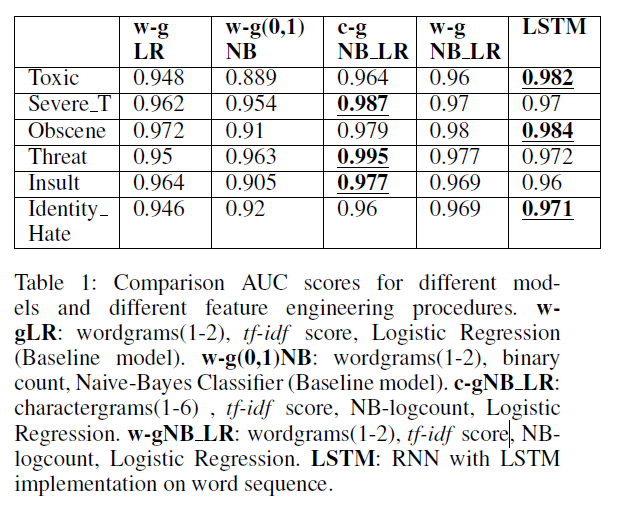 w-g w-g(0,1) c-g w-g LSTM
LR NB NB_LR NB_LR
Toxic 0.948 0.889 0.964 0.96 0.982
Severe_T 0.962 0.954 0.987 0.97 0.97
Obscene 0.972 0.91 0.979 0.98 0.984
Threat 0.95 0.963 0.995 0.977 0.972
Insult 0.964 0.905 0.977 0.969 0.96
Identity_ 0.946 0.92 0.96 0.969 0.971
Hate
Table 1: Comparison AUC scores for different mod-
els and different feature engineering procedures. w-
gLR: wordgrams(1-2), tf-idf score, Logistic Regression
(Baseline model). w-g(0,1)NB: wordgrams(1-2), binary
count, Naive-Bayes Classifier (Baseline model). c-gNB_LR:
charactergrams(1-6) , tf-idf score, NB-logcount, Logistic
Regression. w-gNB_LR: wordgrams(1-2), tf-idf score, NB-
logcount, Logistic Regression. LSTM: RNN with LSTM
implementation on word sequence.